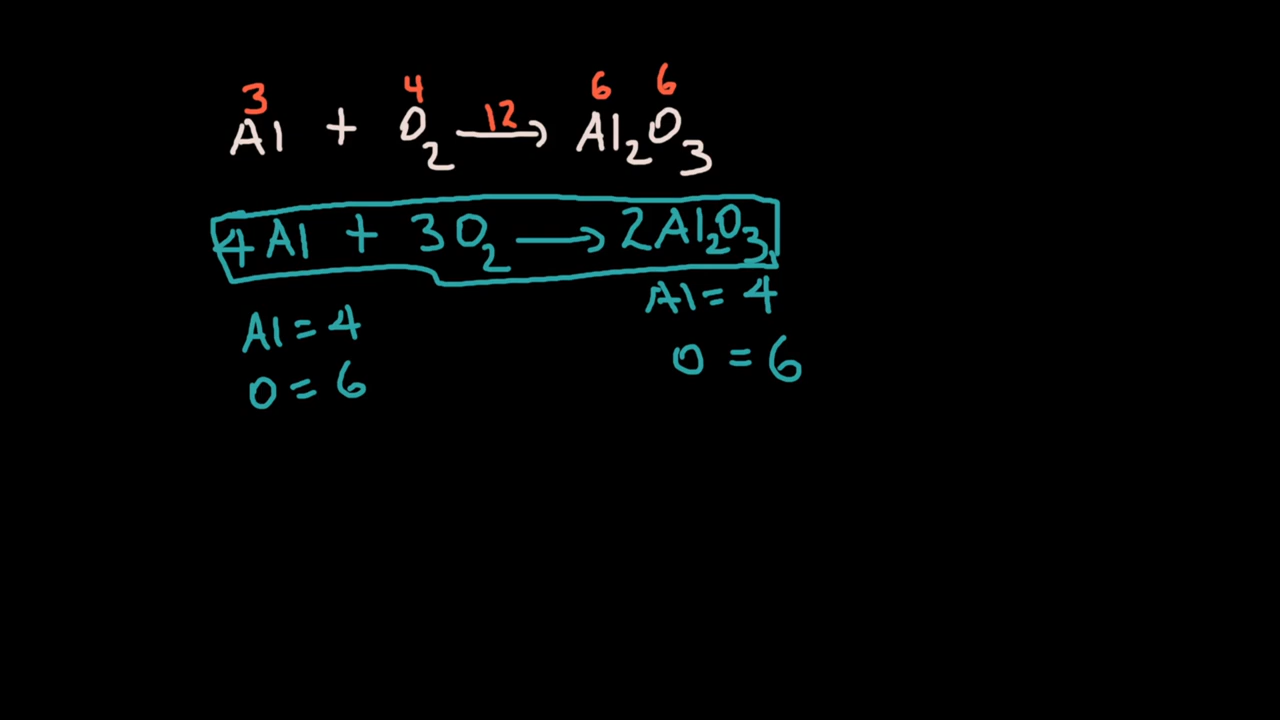 3 4 12 6 6
Al + O₂ → Al₂O₃
4Al + 3O₂ → 2Al₂O₃
Al = 4 Al = 4
O = 6 O = 6